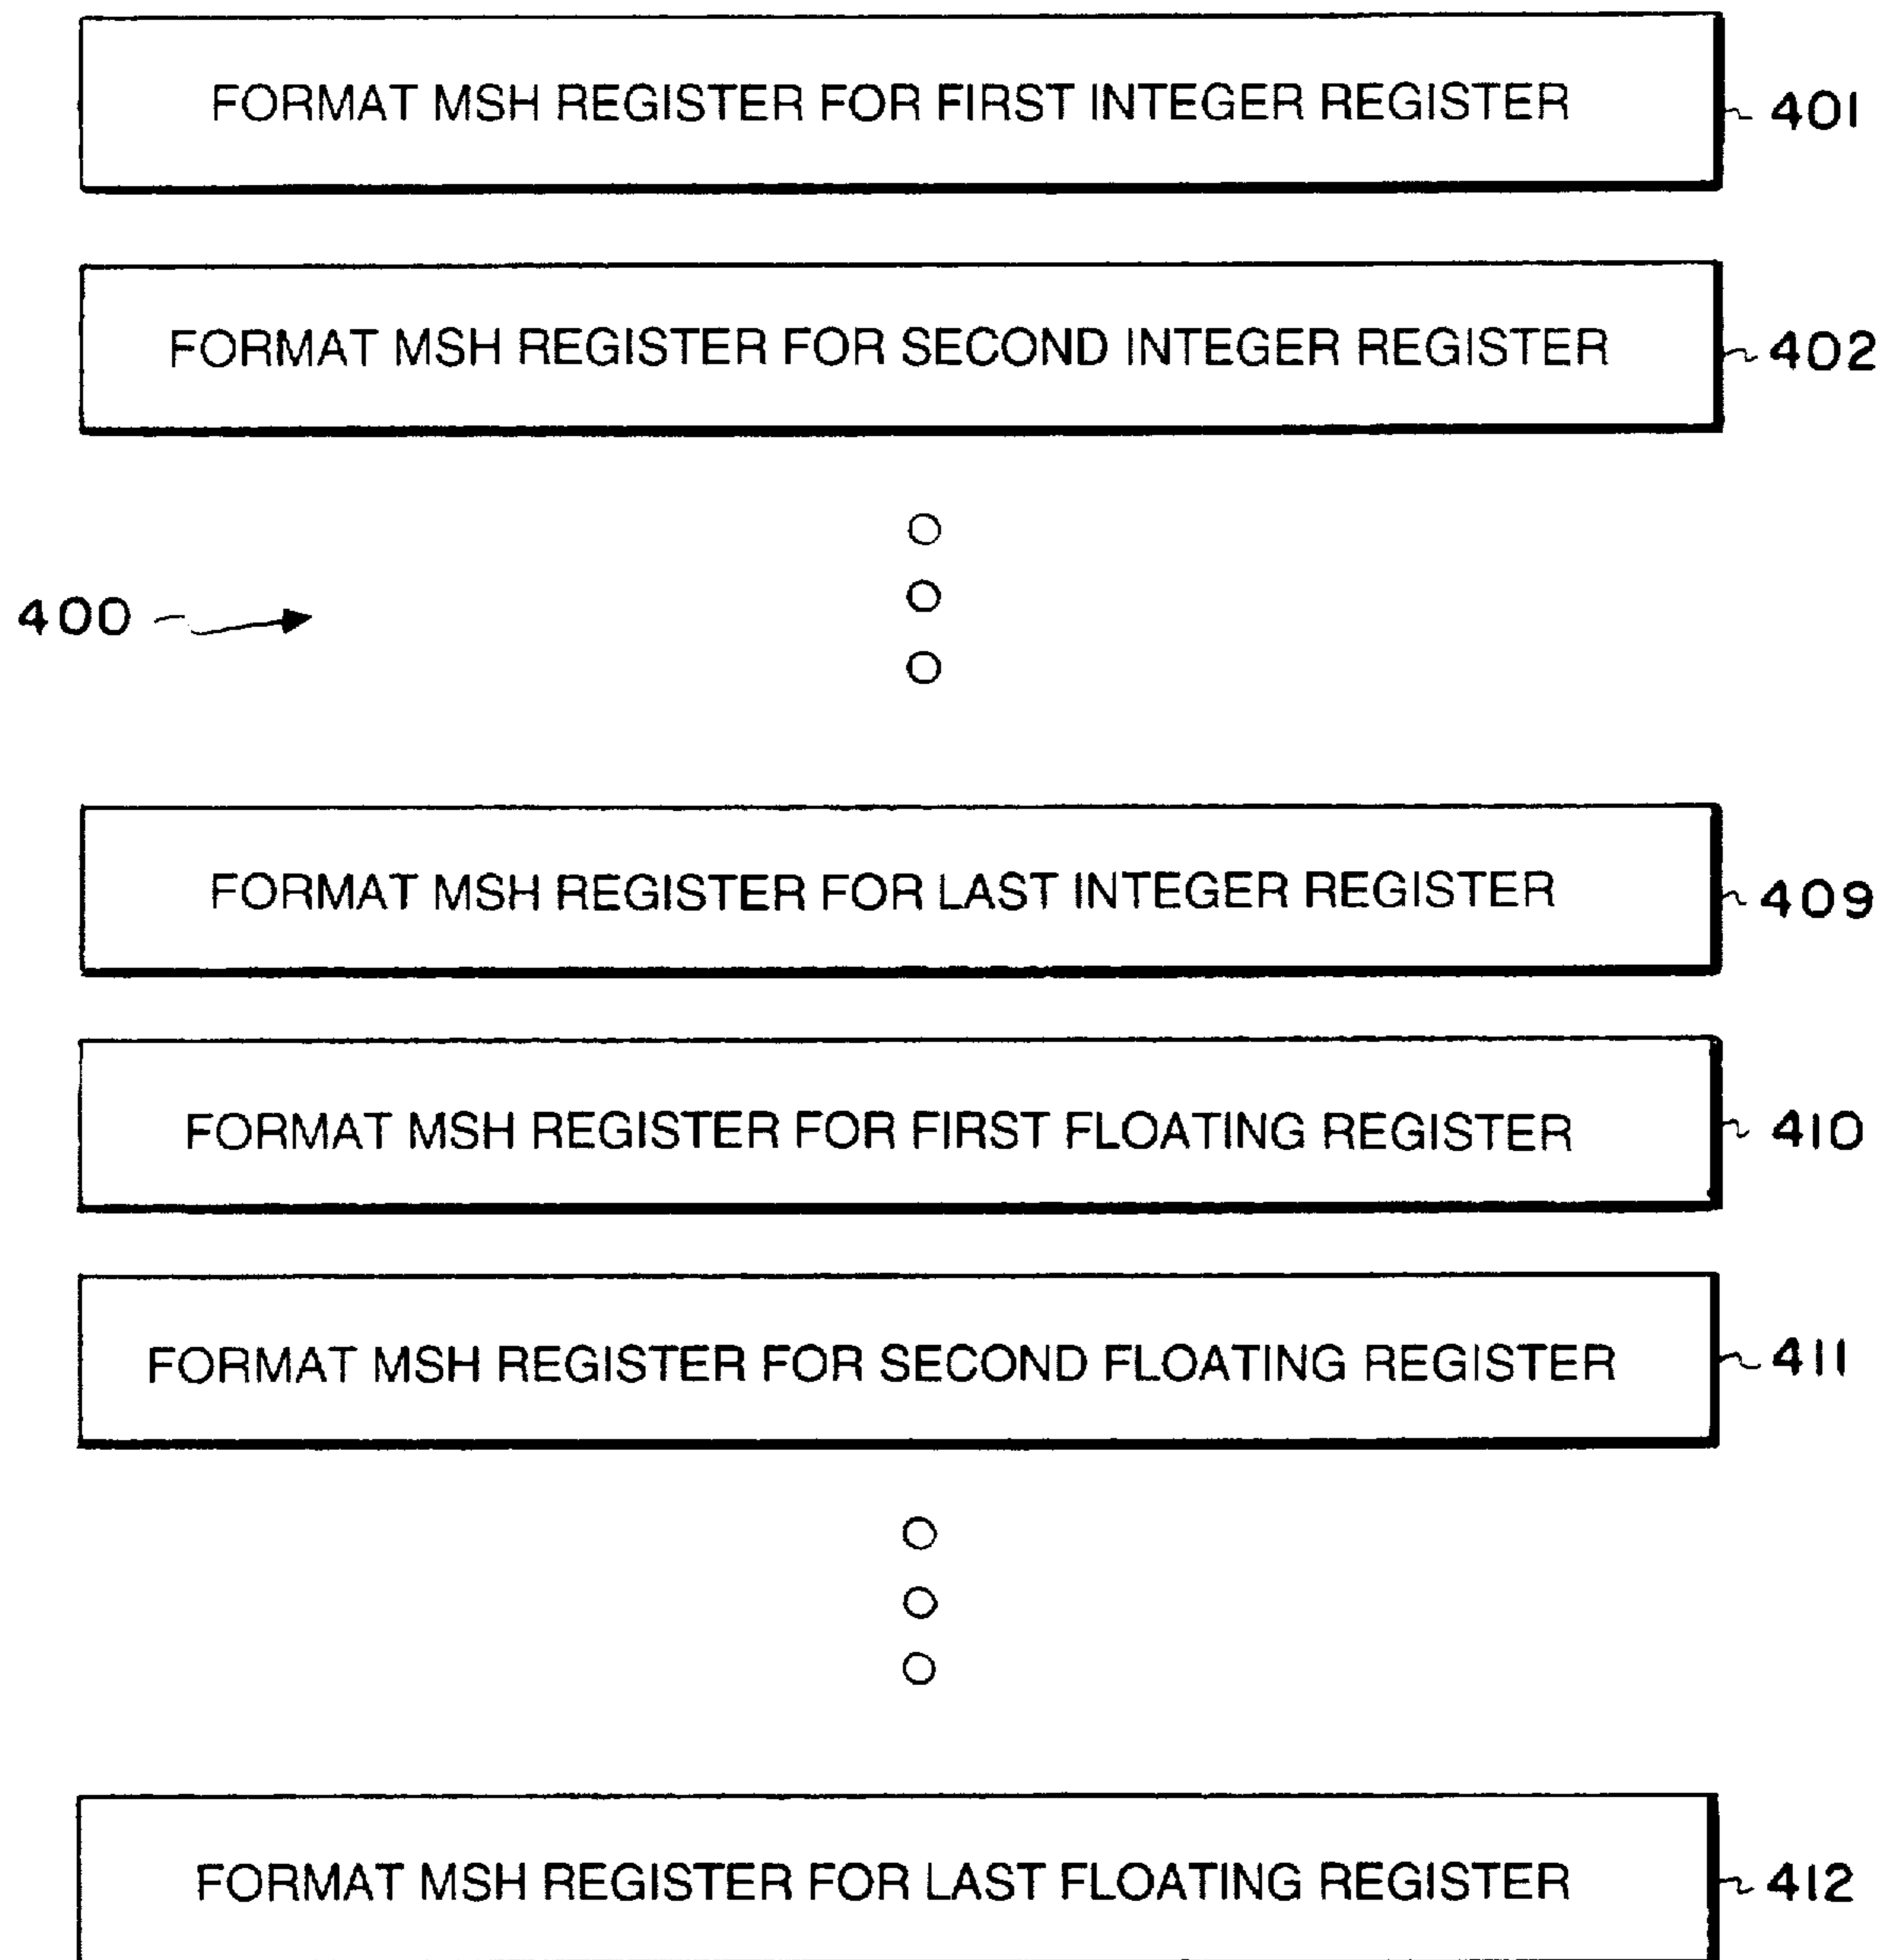 FORMAT MSH REGISTER FOR FIRST INTEGER REGISTER 401
FORMAT MSH REGISTER FOR SECOND INTEGER REGISTER 402
400
FORMAT MSH REGISTER FOR LAST INTEGER REGISTER 409
FORMAT MSH REGISTER FOR FIRST FLOATING REGISTER 410
FORMAT MSH REGISTER FOR SECOND FLOATING REGISTER 411
FORMAT MSH REGISTER FOR LAST FLOATING REGISTER 412